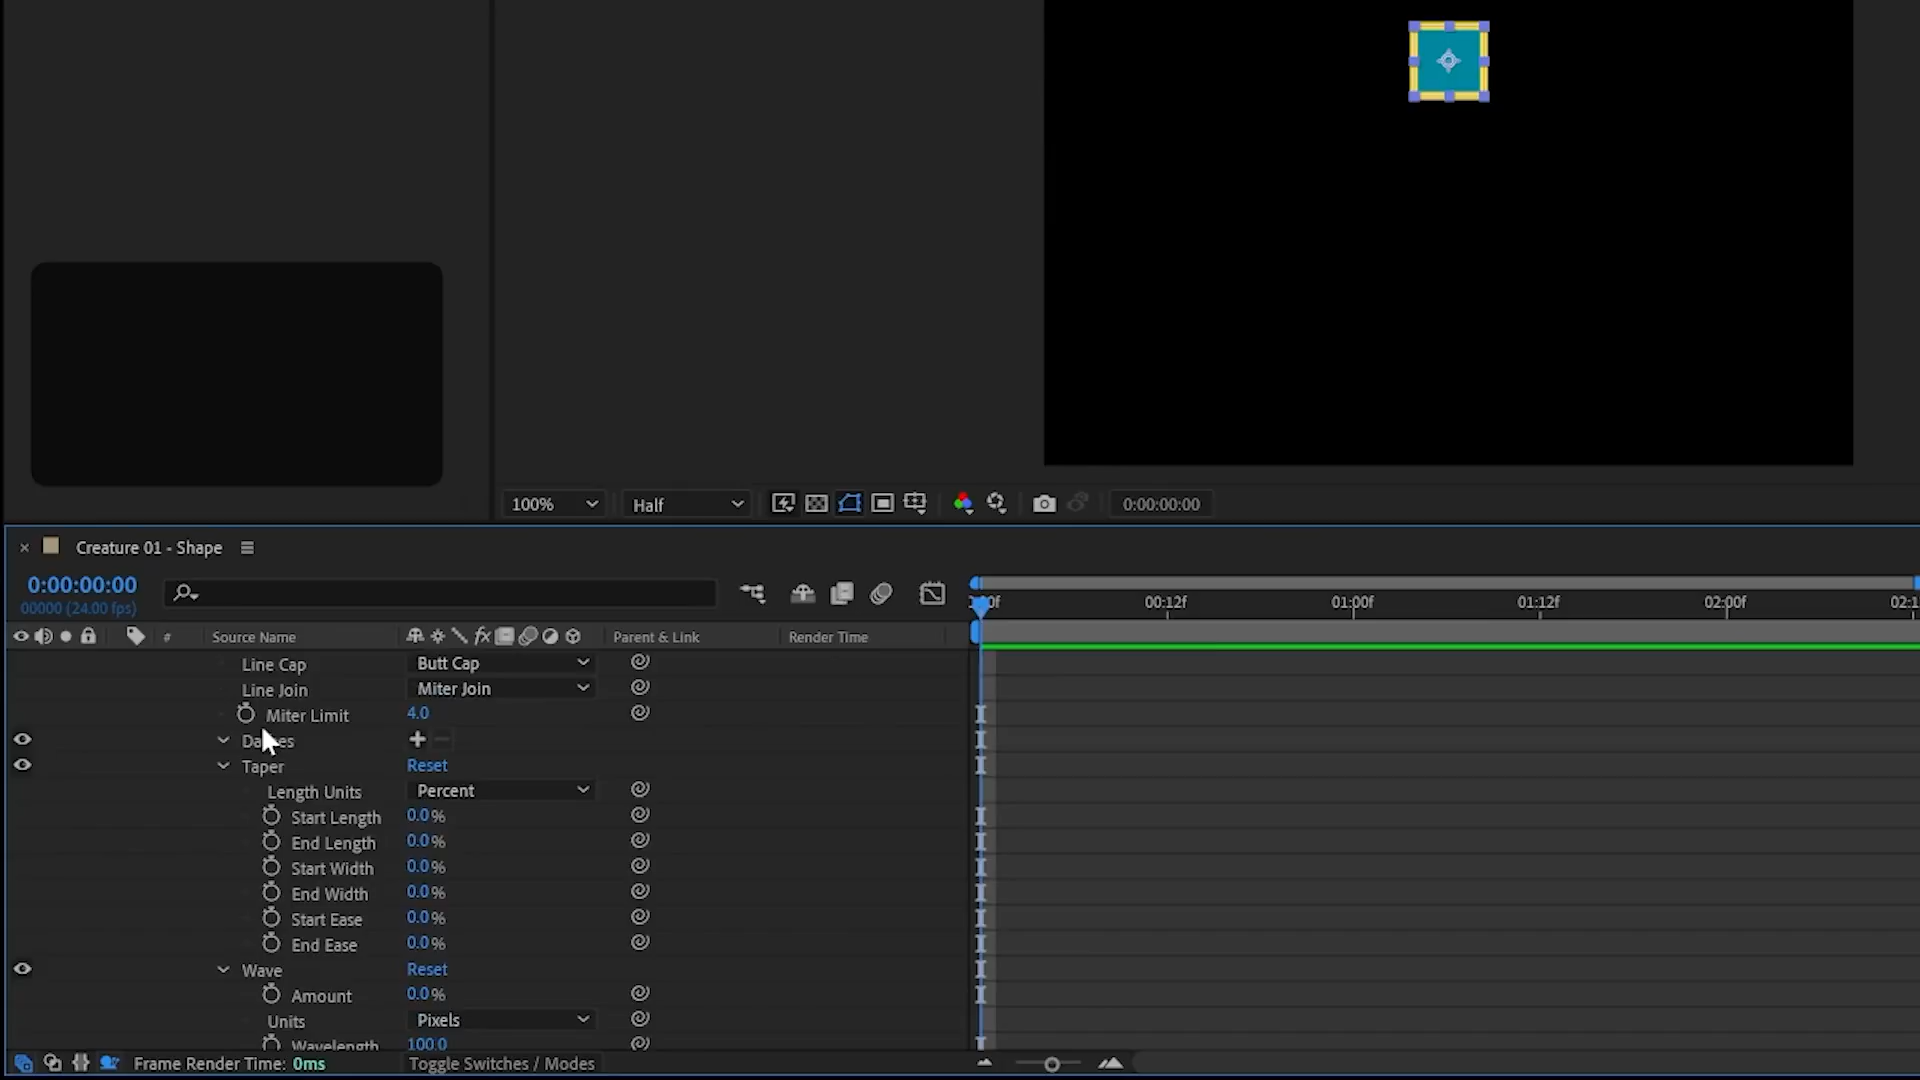 100%
Half
0:00:00:00
Creature 01 - Shape
0:00:00:00
00000 (24.00 fps)
00:12f
01:00f
01:12f
02:00f
# Source Name
fx
Parent & Link
Render Time
Line Cap Butt Cap
Line Join Miter Join
Miter Limit 4.0
Taper Reset
Length Units Percent
Start Length 0.0%
End Length 0.0%
Start Width 0.0%
End Width 0.0%
Start Ease 0.0%
End Ease 0.0%
Wave Reset
Amount 0.0%
Units Pixels
Wavelength 100.0
Frame Render Time: 0ms
Toggle Switches / Modes